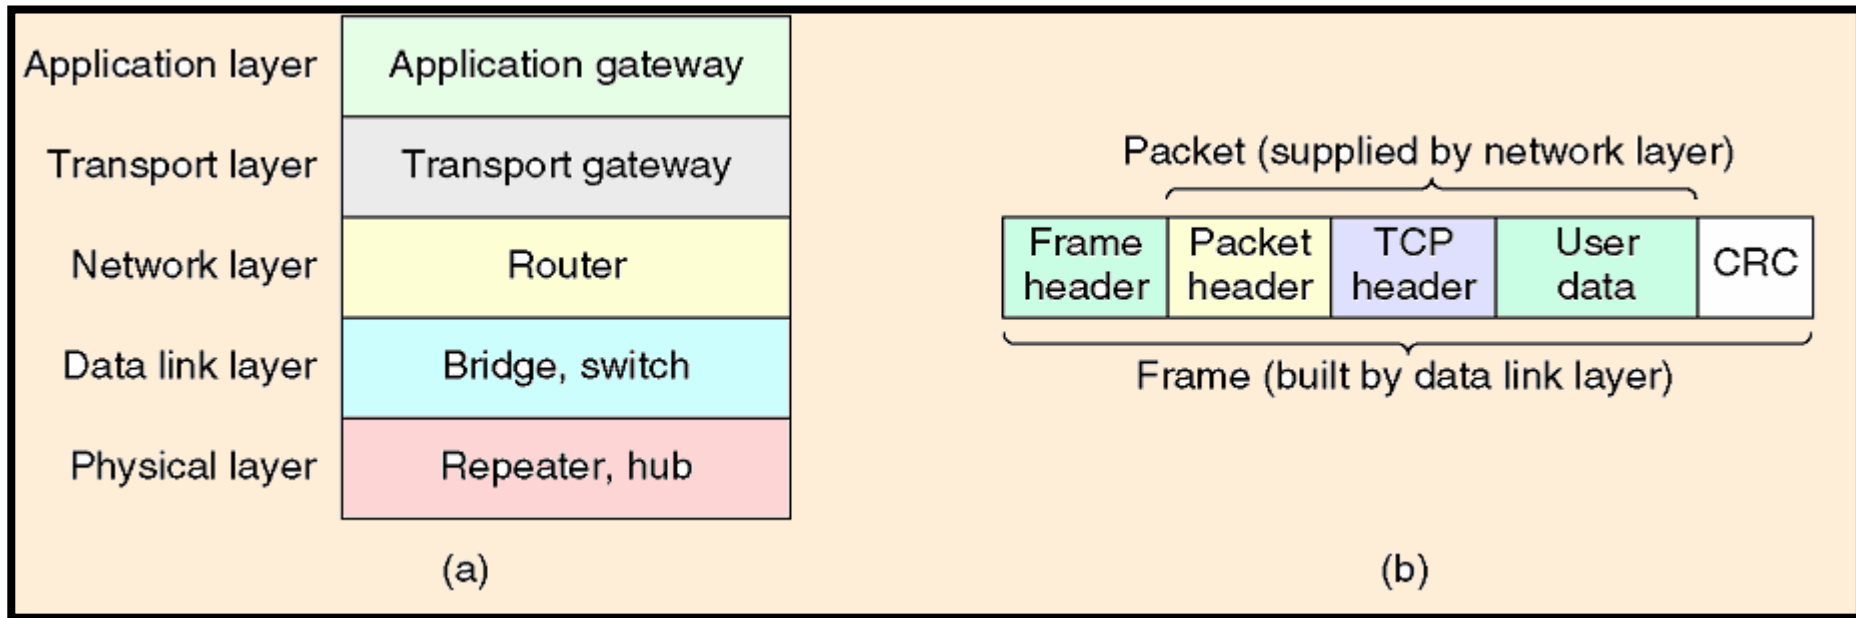 Application layer
Application gateway
Transport layer
Transport gateway
Network layer
Router
Data link layer
Bridge, switch
Physical layer
Repeater, hub
(a)
Packet (supplied by network layer)
Frame
header
Packet
header
TCP
header
User
data
CRC
Frame (built by data link layer)
(b)